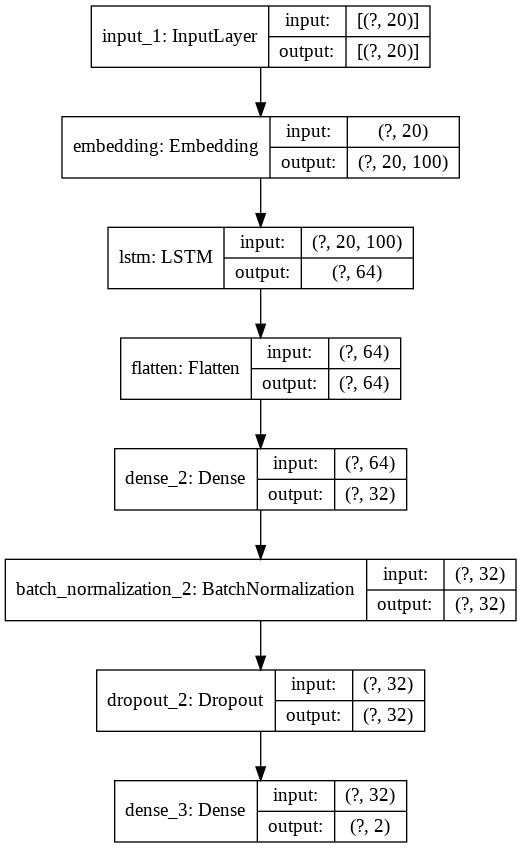 input_1: InputLayer
input:
[(?, 20)]
output:
[(?, 20)]
embedding: Embedding
input:
(?, 20)
output:
(?, 20, 100)
lstm: LSTM
input:
(?, 20, 100)
output:
(?, 64)
flatten: Flatten
input:
(?, 64)
output:
(?, 64)
dense_2: Dense
input:
(?, 64)
output:
(?, 32)
batch_normalization_2: BatchNormalization
input:
(?, 32)
output:
(?, 32)
dropout_2: Dropout
input:
(?, 32)
output:
(?, 32)
dense_3: Dense
input:
(?, 32)
output:
(?, 2)